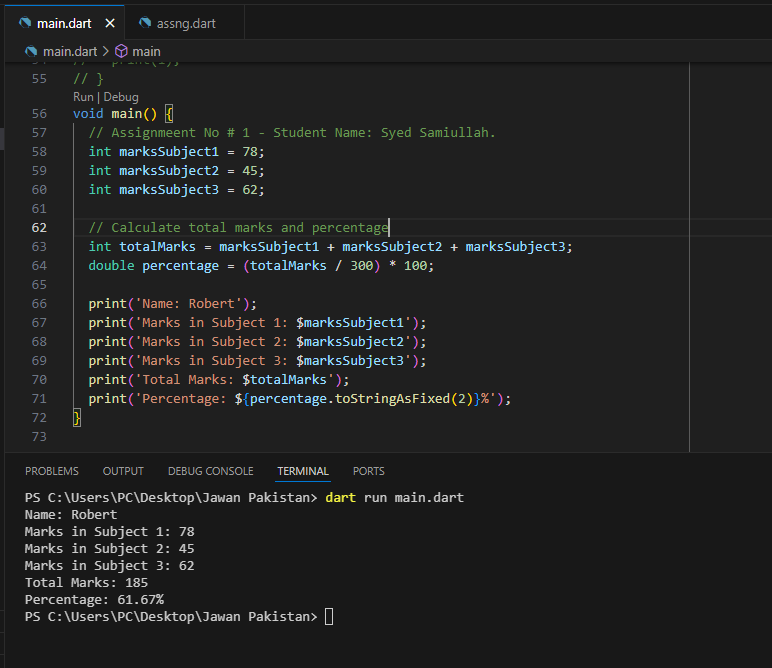 main.dart
assng.dart
main.dart > main
54 // print(i);
55 // }
Run | Debug
56 void main() {
57 // Assignmeent No # 1 - Student Name: Syed Samiullah.
58 int marksSubject1 = 78;
59 int marksSubject2 = 45;
60 int marksSubject3 = 62;
61
62 // Calculate total marks and percentage
63 int totalMarks = marksSubject1 + marksSubject2 + marksSubject3;
64 double percentage = (totalMarks / 300) * 100;
65
66 print('Name: Robert');
67 print('Marks in Subject 1: $marksSubject1');
68 print('Marks in Subject 2: $marksSubject2');
69 print('Marks in Subject 3: $marksSubject3');
70 print('Total Marks: $totalMarks');
71 print('Percentage: ${percentage.toStringAsFixed(2)}%');
72 }
73
PROBLEMS OUTPUT DEBUG CONSOLE TERMINAL PORTS
PS C:\Users\PC\Desktop\Jawan Pakistan> dart run main.dart
Name: Robert
Marks in Subject 1: 78
Marks in Subject 2: 45
Marks in Subject 3: 62
Total Marks: 185
Percentage: 61.67%
PS C:\Users\PC\Desktop\Jawan Pakistan>